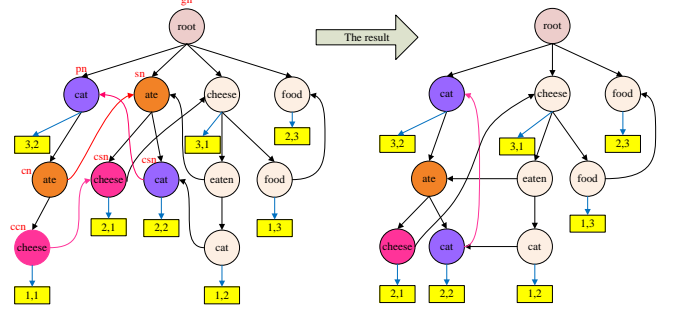 gn
root
The result
root
pn
sn
cat
ate
cheese
food
cat
cheese
food
3,2
3,1
2,3
3,2
3,1
2,3
cn
csn
csn
ate
cheese
cat
eaten
food
ate
eaten
food
ccn
2,1
2,2
1,3
1,3
cheese
cat
cheese
cat
cat
1,1
1,2
2,1
2,2
1,2